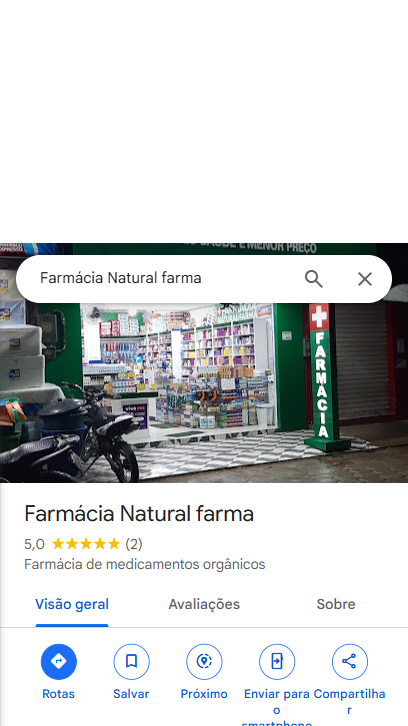 SAÚDE E MENOR PREÇO
Farmácia Natural farma
FARMACIA
Farmácia Natural farma
5,0 (2)
Farmácia de medicamentos orgânicos
Visão geral Avaliações Sobre
Rotas Salvar Próximo Enviar para o smartphone Compartilhar